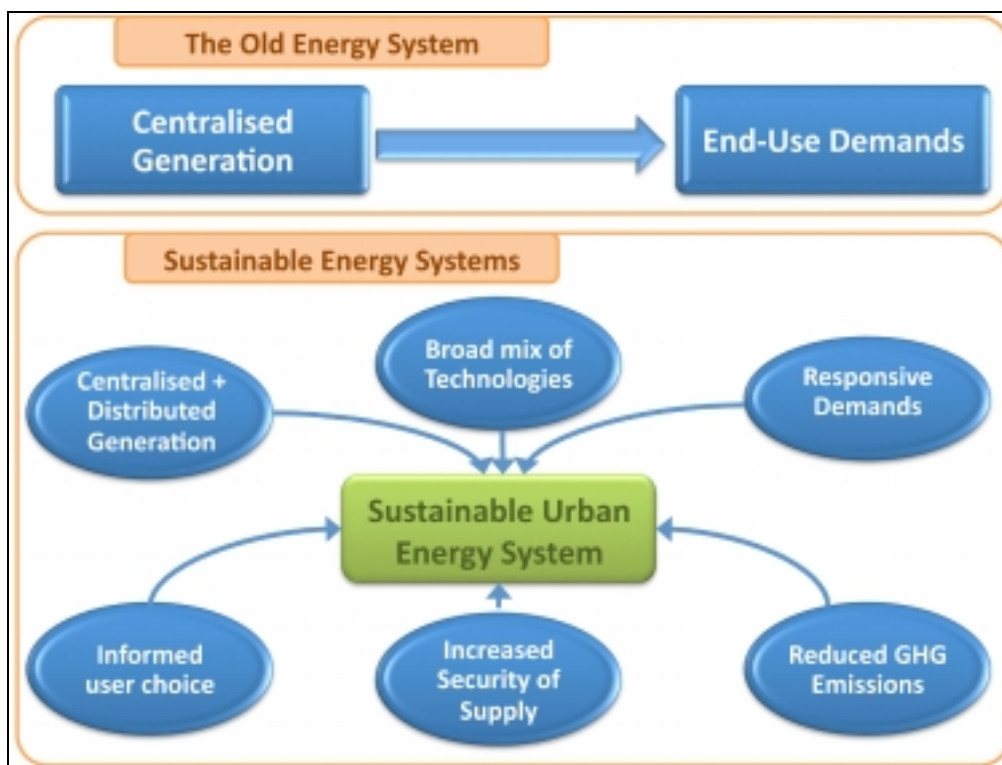 The Old Energy System
Centralised
Generation
End-Use Demands
Sustainable Energy Systems
Centralised +
Distributed
Generation
Broad mix of
Technologies
Responsive
Demands
Sustainable Urban
Energy System
Informed
user choice
Increased
Security of
Supply
Reduced GHG
Emissions